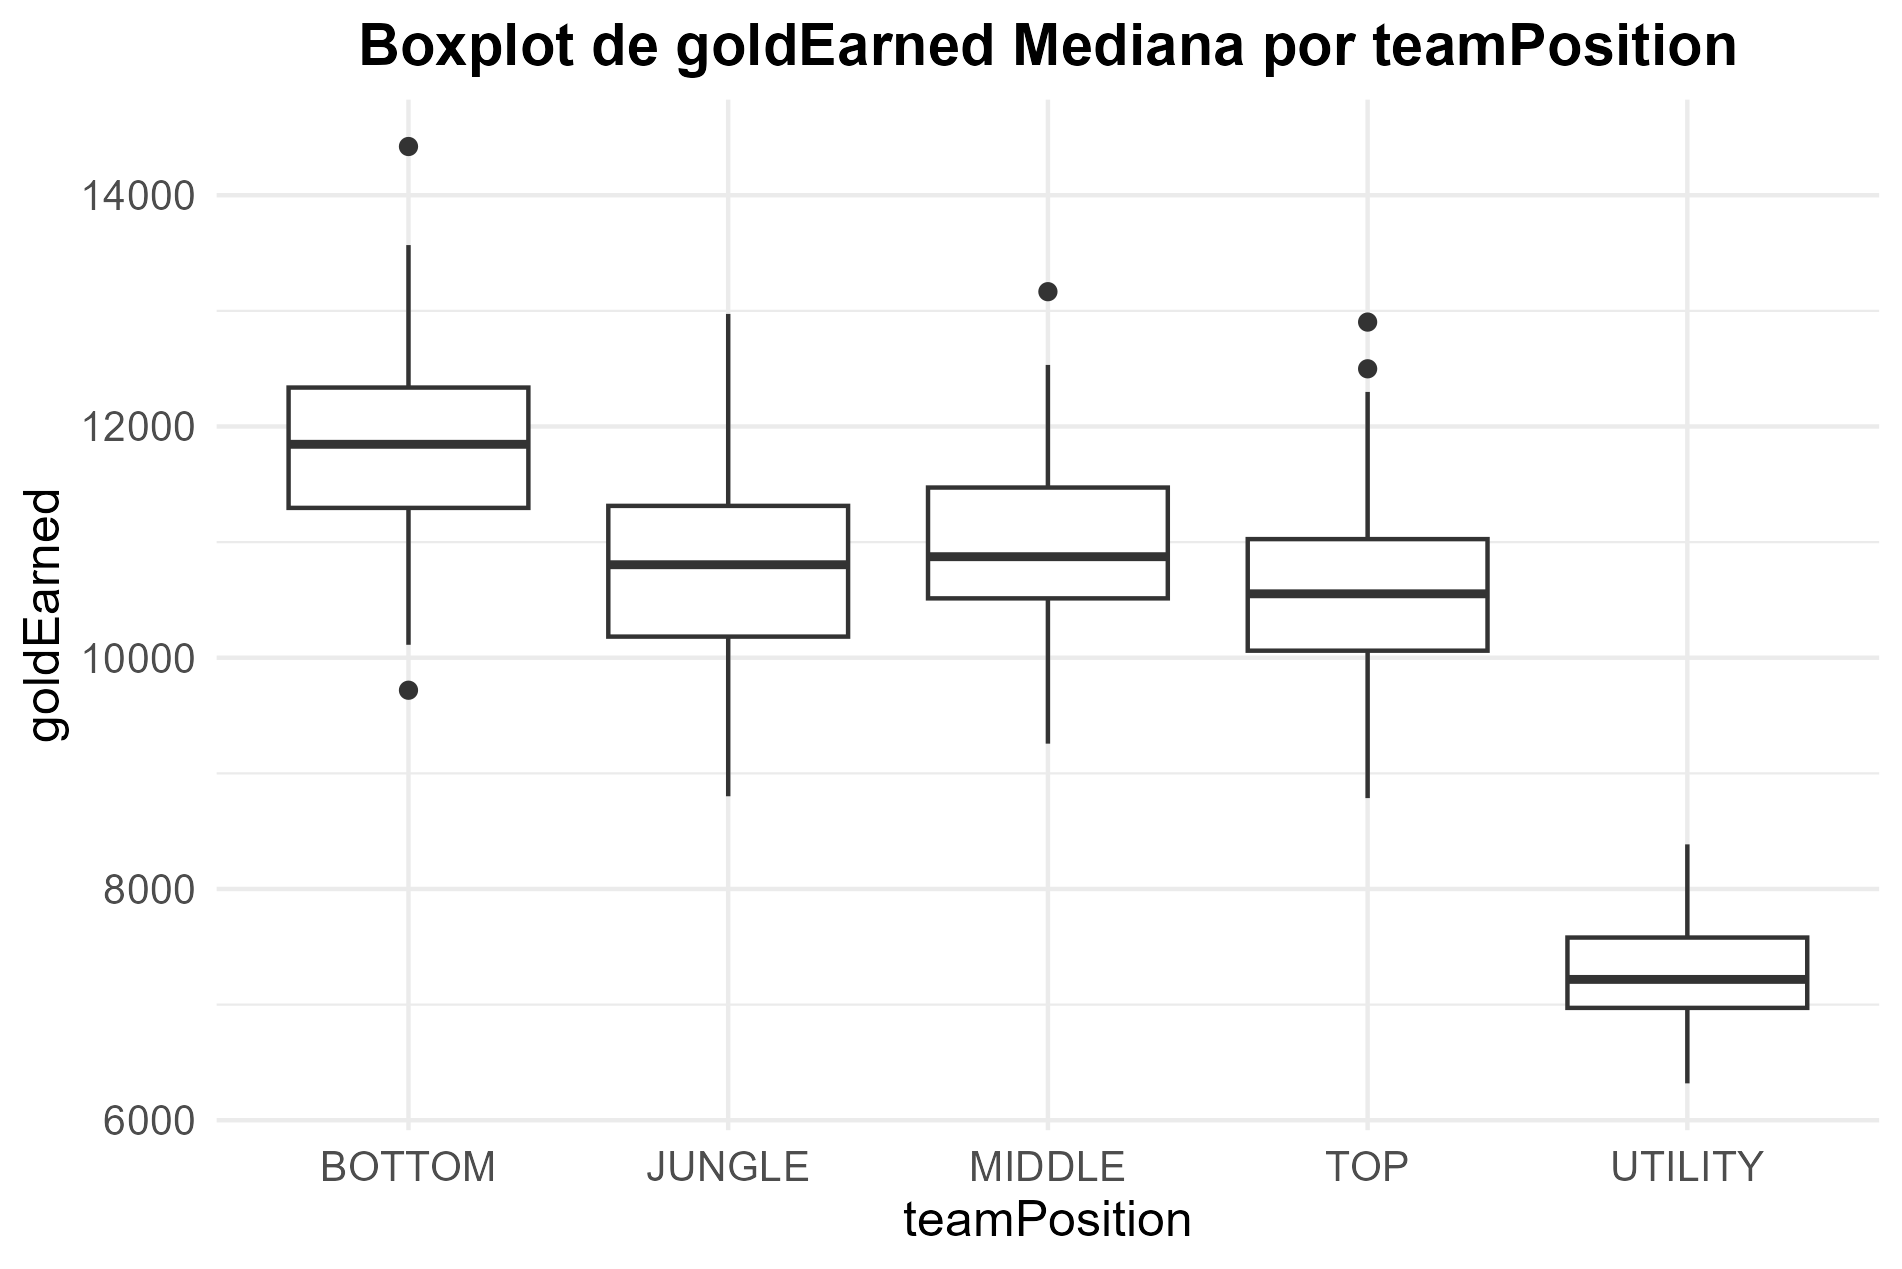 Boxplot de goldEarned Mediana por teamPosition
goldEarned
14000
12000
10000
8000
6000
BOTTOM JUNGLE MIDDLE TOP UTILITY
teamPosition